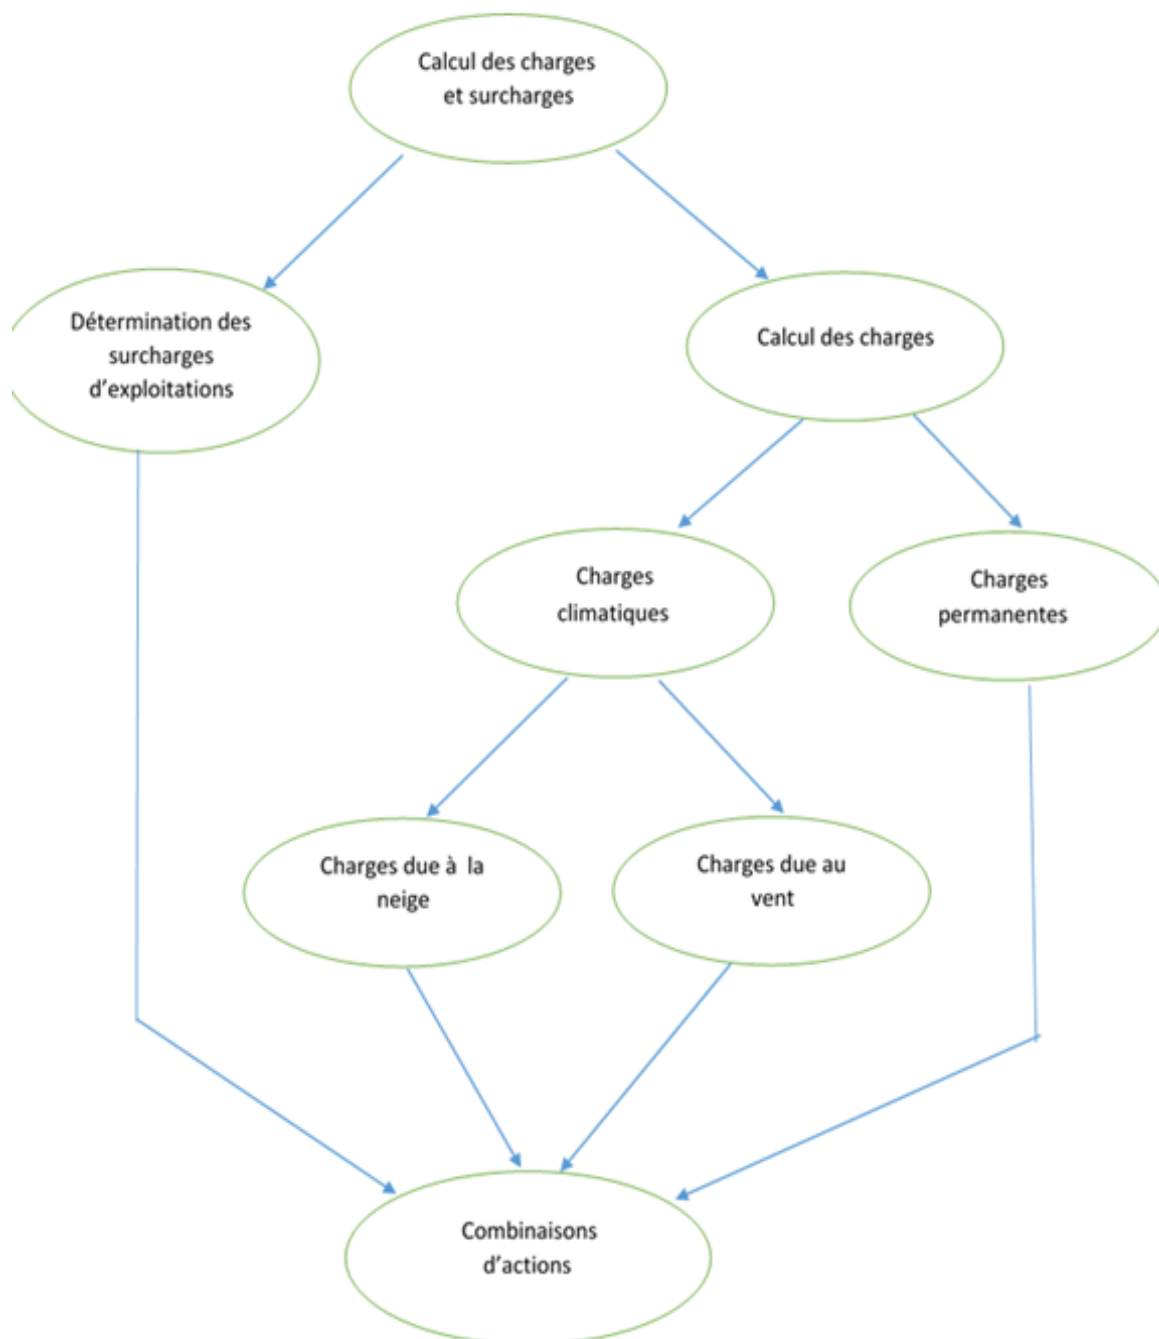 Calcul des charges
et surcharges
Détermination des
surcharges
d’exploitations
Calcul des charges
Charges
climatiques
Charges
permanentes
Charges due à  la
neige
Charges due au
vent
Combinaisons
d’actions